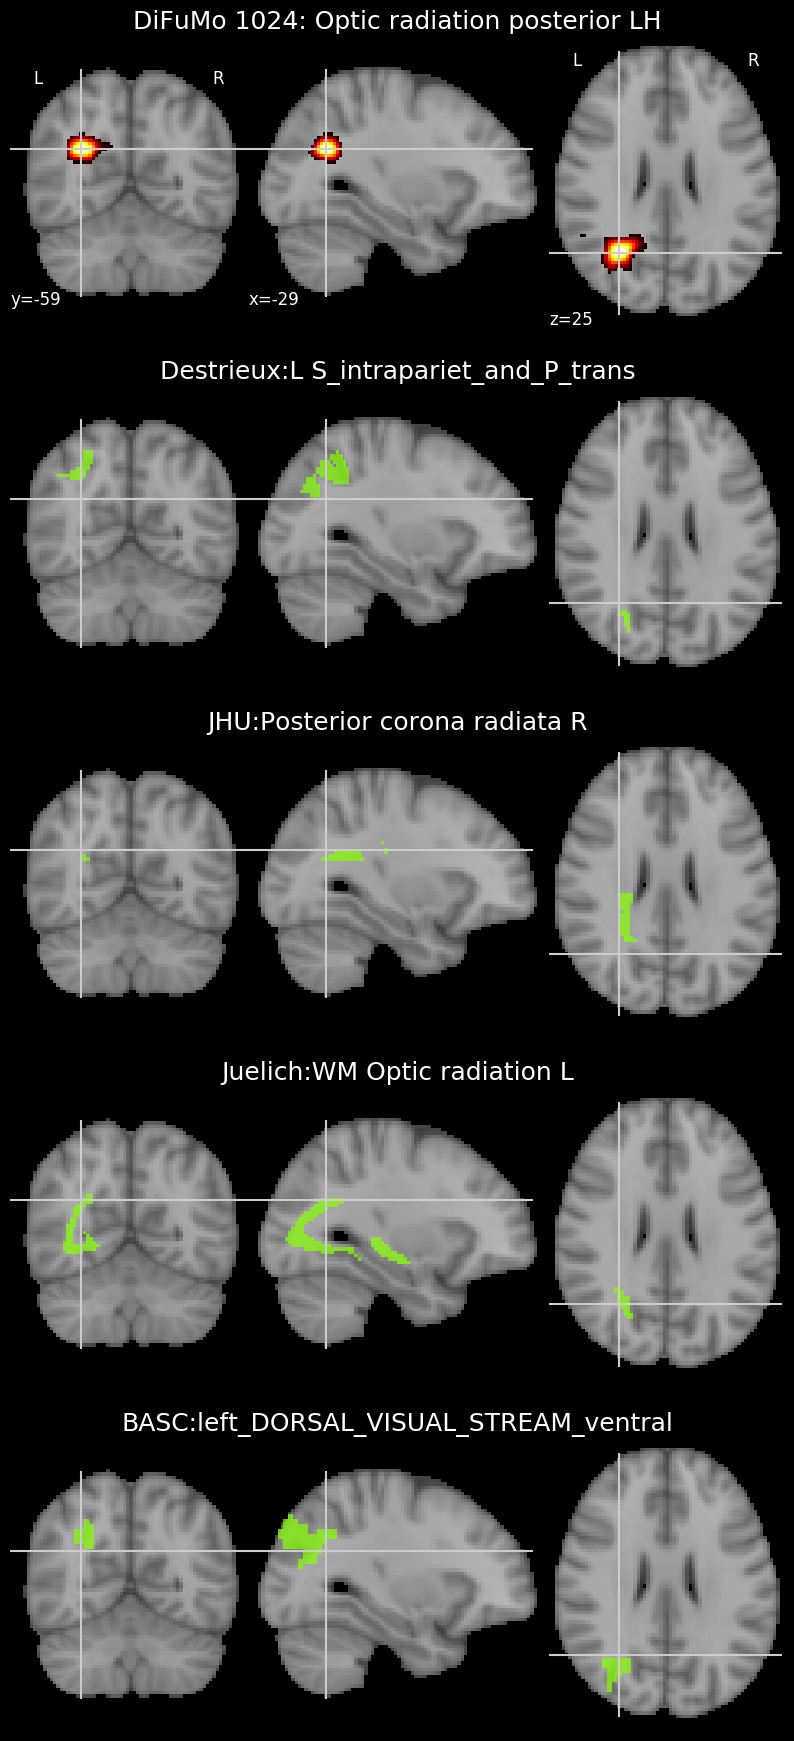 DiFuMo 1024: Optic radiation posterior LH
L R L R
y=-59 x=-29 z=25
Destrieux:L S_intrapariet_and_P_trans
JHU:Posterior corona radiata R
Juelich:WM Optic radiation L
BASC:left_DORSAL_VISUAL_STREAM_ventral